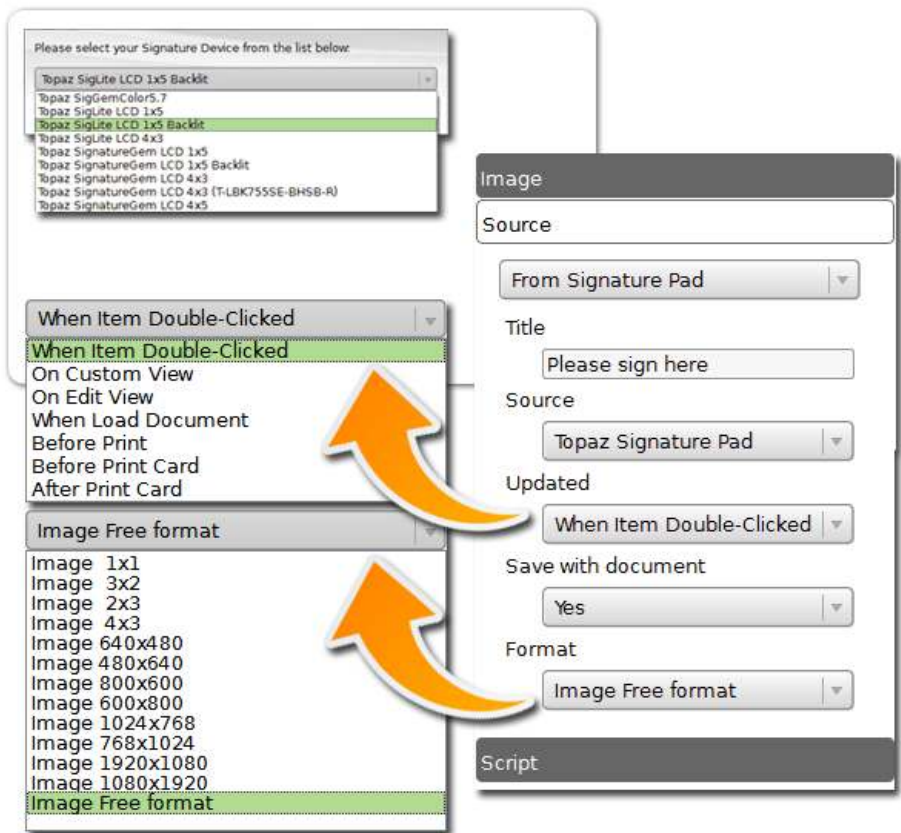 Please select your Signature Device from the list below:
Topaz SigLite LCD 1x5 Backlit
Topaz SigGemColor5.7
Topaz SigLite LCD 1x5
Topaz SigLite LCD 1x5 Backlit
Topaz SigLite LCD 4x3
Topaz SignatureGem LCD 1x5
Topaz SignatureGem LCD 1x5 Backlit
Topaz SignatureGem LCD 4x3
Topaz SignatureGem LCD 4x3 (T-LBK755SE-BHSB-R)
Topaz SignatureGem LCD 4x5
When Item Double-Clicked
When Item Double-Clicked
On Custom View
On Edit View
When Load Document
Before Print
Before Print Card
After Print Card
Image Free format
Image 1x1
Image 3x2
Image 2x3
Image 4x3
Image 640x480
Image 480x640
Image 800x600
Image 600x800
Image 1024x768
Image 768x1024
Image 1920x1080
Image 1080x1920
Image Free format
Image
Source
From Signature Pad
Title
Please sign here
Source
Topaz Signature Pad
Updated
When Item Double-Clicked
Save with document
Yes
Format
Image Free format
Script